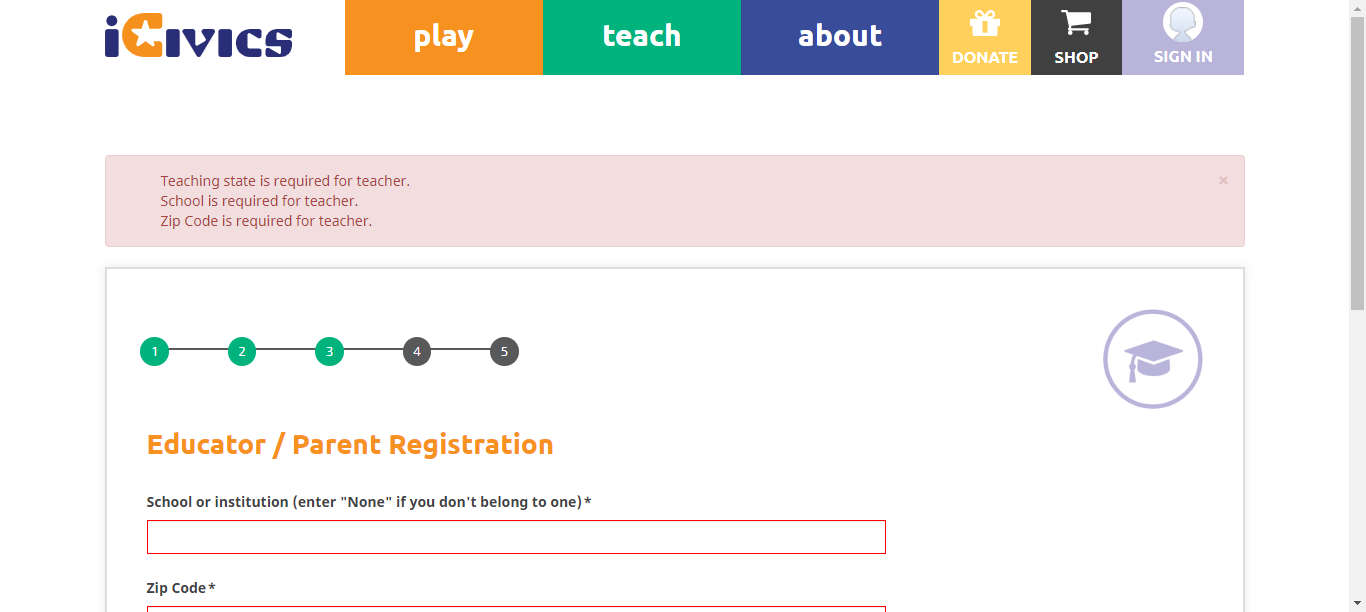 iCivics
play
teach
about
DONATE
SHOP
SIGN IN
Teaching state is required for teacher.
×
School is required for teacher.
Zip Code is required for teacher.
1
2
3
4
5
Educator / Parent Registration
School or institution (enter "None" if you don't belong to one)*
Zip Code*